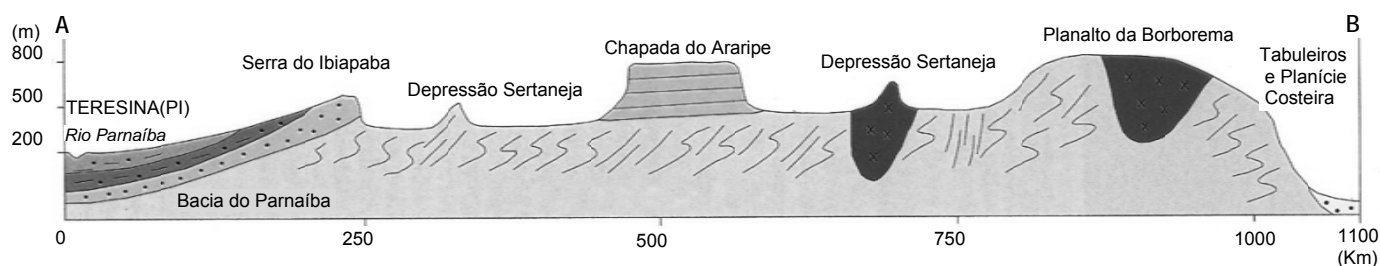 A
B
(m)
800
500
200
TERESINA(PI)
Rio Parnaíba
Serra do Ibiapaba
Depressão Sertaneja
Chapada do Araripe
Depressão Sertaneja
Planalto da Borborema
Tabuleiros
e Planície
Costeira
Bacia do Parnaíba
0
250
500
750
1000
1100
(Km)